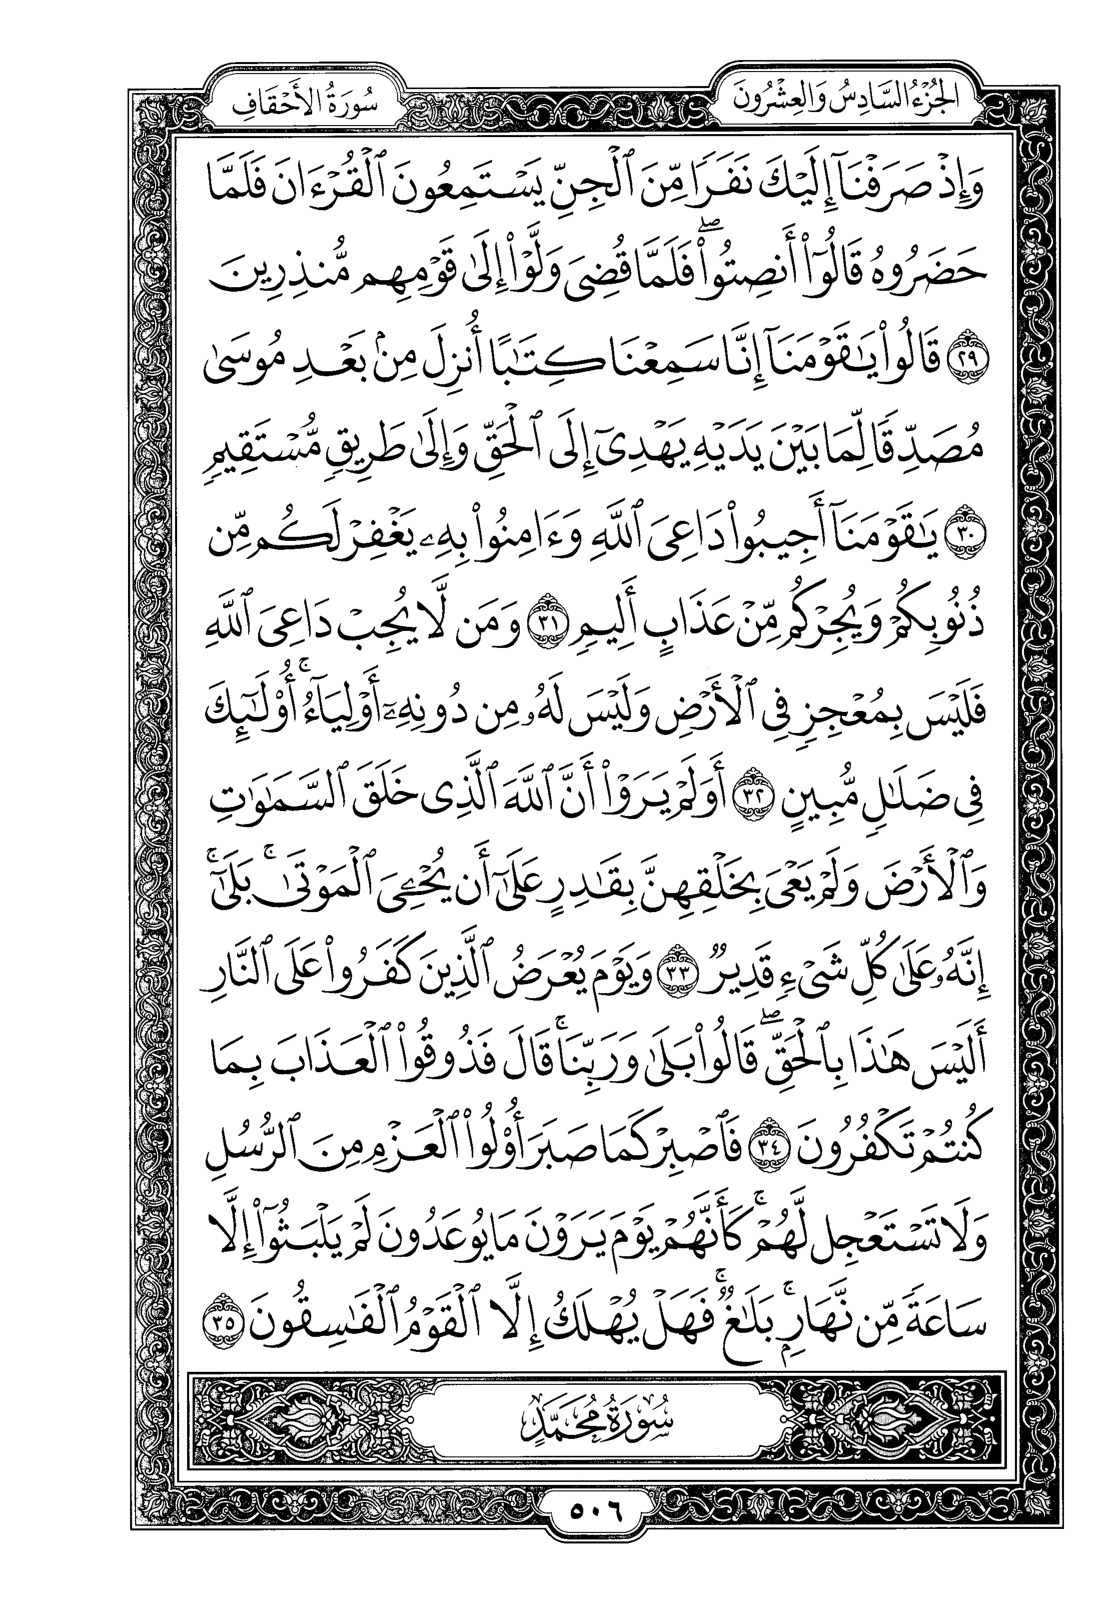 الجُزْءُ السَّادِسُ وَالعِشْرُونَ
سُورَةُ الأَحْقَافِ
وَإِذْ صَرَفْنَآ إِلَيْكَ نَفَرًا مِّنَ ٱلْجِنِّ يَسْتَمِعُونَ ٱلْقُرْءَانَ فَلَمَّا
حَضَرُوهُ قَالُوٓاْ أَنصِتُواْۖ فَلَمَّا قُضِىَ وَلَّوْاْ إِلَىٰ قَوْمِهِم مُّنذِرِينَ
٢٩ قَالُواْ يَٰقَوْمَنَآ إِنَّا سَمِعْنَا كِتَٰبًا أُنزِلَ مِنۢ بَعْدِ مُوسَىٰ
مُصَدِّقًا لِّمَا بَيْنَ يَدَيْهِ يَهْدِىٓ إِلَى ٱلْحَقِّ وَإِلَىٰ طَرِيقٍ مُّسْتَقِيمٍ
٣٠ يَٰقَوْمَنَآ أَجِيبُواْ دَاعِىَ ٱللَّهِ وَءَامِنُواْ بِهِۦ يَغْفِرْ لَكُم مِّن
ذُنُوبِكُمْ وَيُجِرْكُم مِّنْ عَذَابٍ أَلِيمٍ ٣١ وَمَن لَّا يُجِبْ دَاعِىَ ٱللَّهِ
فَلَيْسَ بِمُعْجِزٍ فِى ٱلْأَرْضِ وَلَيْسَ لَهُۥ مِن دُونِهِۦٓ أَوْلِيَآءُۚ أُوْلَٰٓئِكَ
فِى ضَلَٰلٍ مُّبِينٍ ٣٢ أَوَلَمْ يَرَوْاْ أَنَّ ٱللَّهَ ٱلَّذِى خَلَقَ ٱلسَّمَٰوَٰتِ
وَٱلْأَرْضَ وَلَمْ يَعْىَ بِخَلْقِهِنَّ بِقَٰدِرٍ عَلَىٰٓ أَن يُحْۦِىَ ٱلْمَوْتَىٰۚ بَلَىٰٓۚ
إِنَّهُۥ عَلَىٰ كُلِّ شَىْءٍ قَدِيرٌ ٣٣ وَيَوْمَ يُعْرَضُ ٱلَّذِينَ كَفَرُواْ عَلَى ٱلنَّارِ
أَلَيْسَ هَٰذَا بِٱلْحَقِّۖ قَالُواْ بَلَىٰ وَرَبِّنَاۚ قَالَ فَذُوقُواْ ٱلْعَذَابَ بِمَا
كُنتُمْ تَكْفُرُونَ ٣٤ فَٱصْبِرْ كَمَا صَبَرَ أُوْلُواْ ٱلْعَزْمِ مِنَ ٱلرُّسُلِ
وَلَا تَسْتَعْجِل لَّهُمْۚ كَأَنَّهُمْ يَوْمَ يَرَوْنَ مَا يُوعَدُونَ لَمْ يَلْبَثُوٓاْ إِلَّا
سَاعَةً مِّن نَّهَارِۭۚ بَلَٰغٌۚ فَهَلْ يُهْلَكُ إِلَّا ٱلْقَوْمُ ٱلْفَٰسِقُونَ ٣٥
سُورَةُ مُحَمَّدٍ
٥٠٦